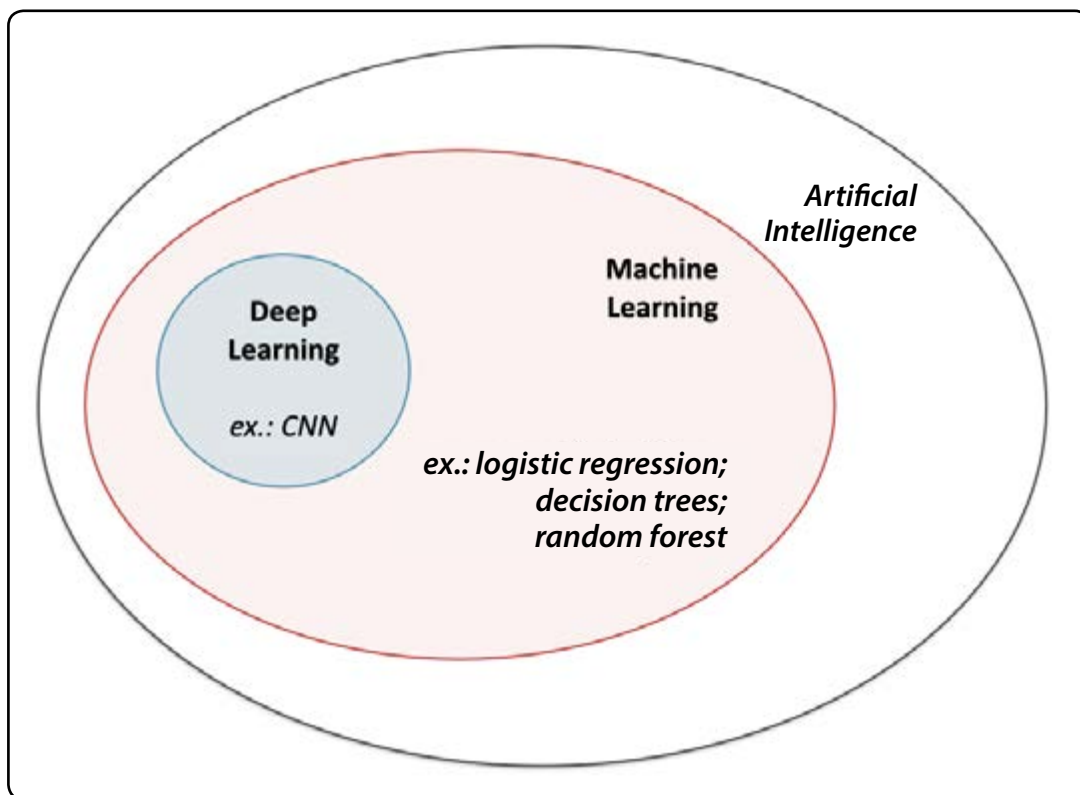 Artificial
Intelligence
Machine
Learning
Deep
Learning
ex.: CNN
ex.: logistic regression;
decision trees;
random forest